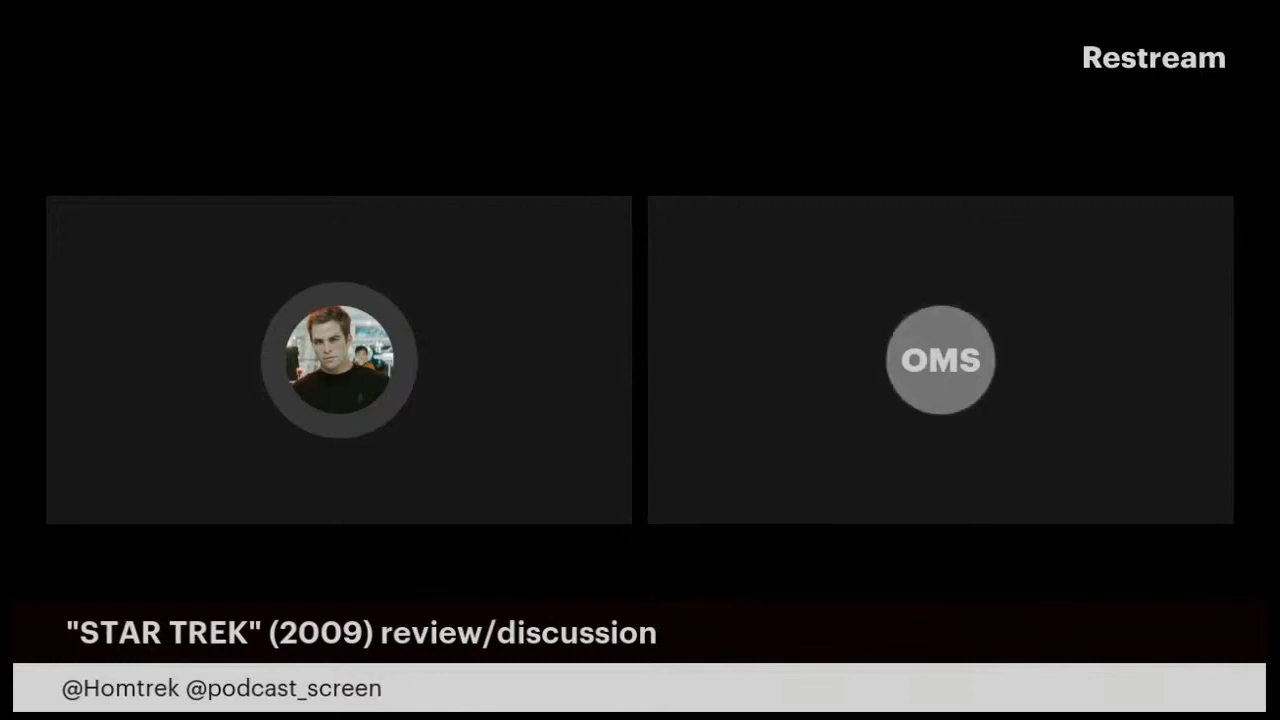 Restream
OMS
"STAR TREK" (2009) review/discussion
@Homtrek @podcast_screen